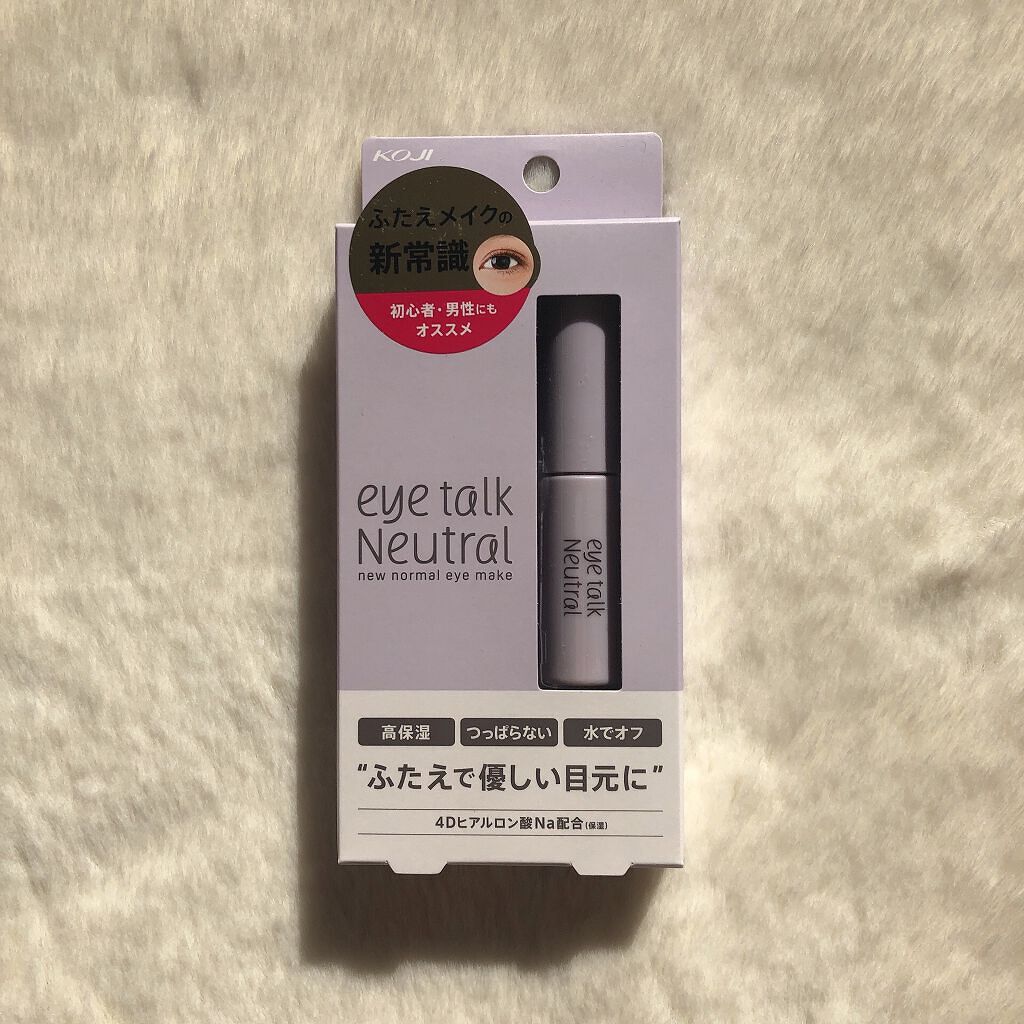 KOJI
ふたえメイクの
新常識
初心者・男性にも
オススメ
eye talk
Neutral
new normal eye make
eye talk
Neutral
高保湿 つっぱらない 水でオフ
“ふたえで優しい目元に”
4Dヒアルロン酸Na配合(保湿)